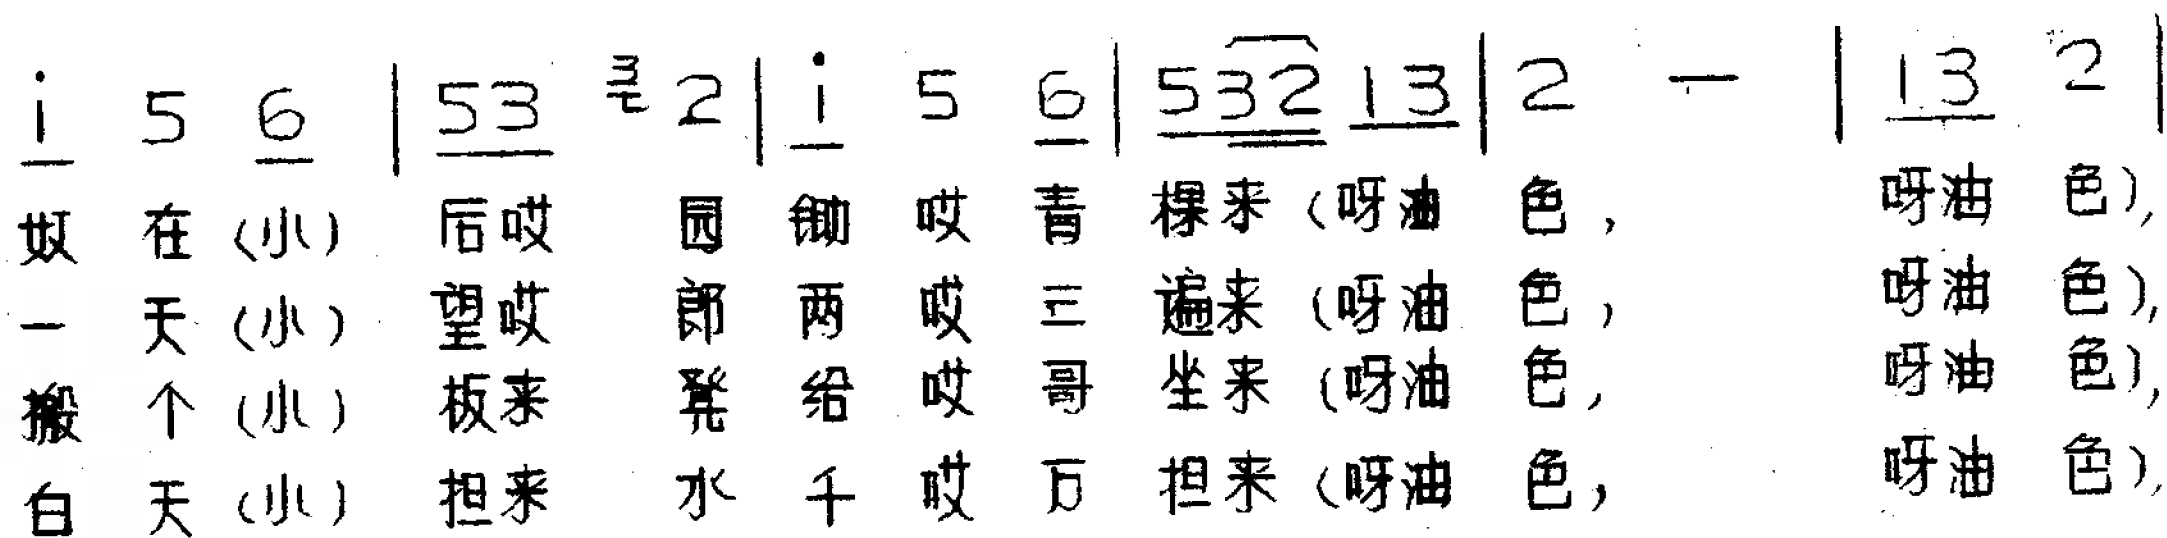 i 5 6 | 53 3 2 | i 5 6 | 532 13 | 2 — | 13 2 |
奴 在 (小) 后哎 园 锄 哎 青 棵来 (呀油 色, 呀油 色),
一 天 (小) 望哎 郎 两 哎 三 遍来 (呀油 色, 呀油 色),
搬 个 (小) 板来 凳 给 哎 哥 坐来 (呀油 色, 呀油 色),
白 天 (小) 担来 水 千 哎 万 担来 (呀油 色, 呀油 色),